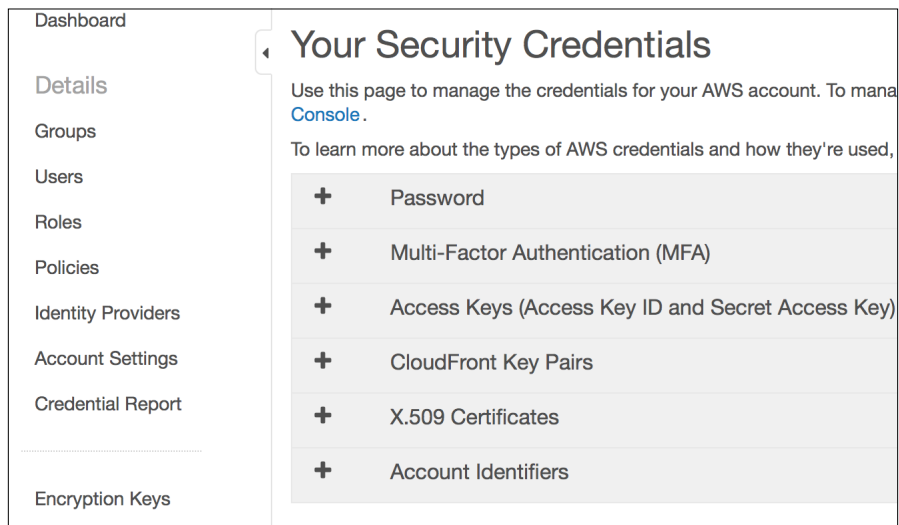 Dashboard
Details
Groups
Users
Roles
Policies
Identity Providers
Account Settings
Credential Report
Encryption Keys
Your Security Credentials
Use this page to manage the credentials for your AWS account. To mana
Console.
To learn more about the types of AWS credentials and how they're used,
Password
Multi-Factor Authentication (MFA)
Access Keys (Access Key ID and Secret Access Key)
CloudFront Key Pairs
X.509 Certificates
Account Identifiers